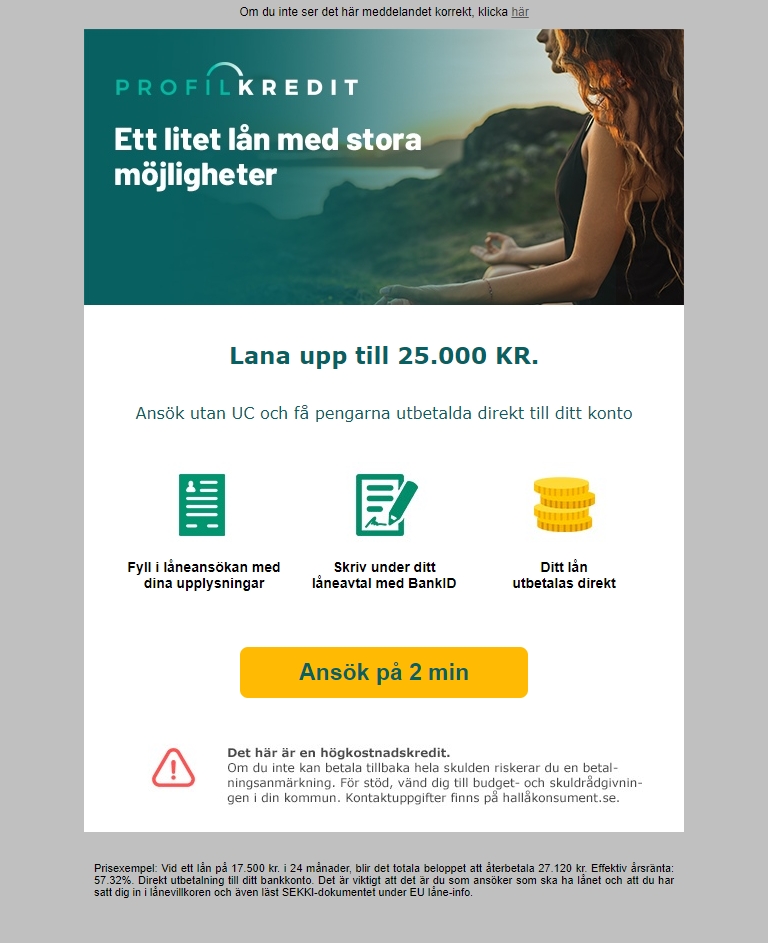 Om du inte ser det här meddelandet korrekt, klicka här
PROFILKREDIT
Ett litet lån med stora
möjligheter
Lana upp till 25.000 KR.
Ansök utan UC och få pengarna utbetalda direkt till ditt konto
Fyll i låneansökan med
dina upplysningar
Skriv under ditt
låneavtal med BankID
Ditt lån
utbetalas direkt
Ansök på 2 min
Det här är en högkostnadskredit.
Om du inte kan betala tillbaka hela skulden riskerar du en betal-
ningsanmärkning. För stöd, vänd dig till budget- och skuldrådgivnin-
gen i din kommun. Kontaktuppgifter finns på hallåkonsument.se.
Prisexempel: Vid ett lån på 17.500 kr. i 24 månader, blir det totala beloppet att återbetala 27.120 kr. Effektiv årsränta:
57.32%. Direkt utbetalning till ditt bankkonto. Det är viktigt att det är du som ansöker som ska ha lånet och att du har
satt dig in i lånevillkoren och även läst SEKKI-dokumentet under EU låne-info.